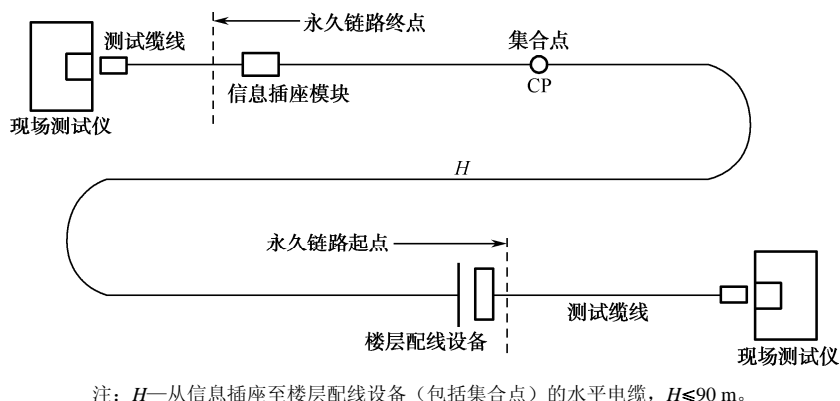 永久链路终点
测试缆线
集合点
CP
信息插座模块
现场测试仪
H
永久链路起点
测试缆线
楼层配线设备
现场测试仪
注：H—从信息插座至楼层配线设备（包括集合点）的水平电缆，H≤90 m。